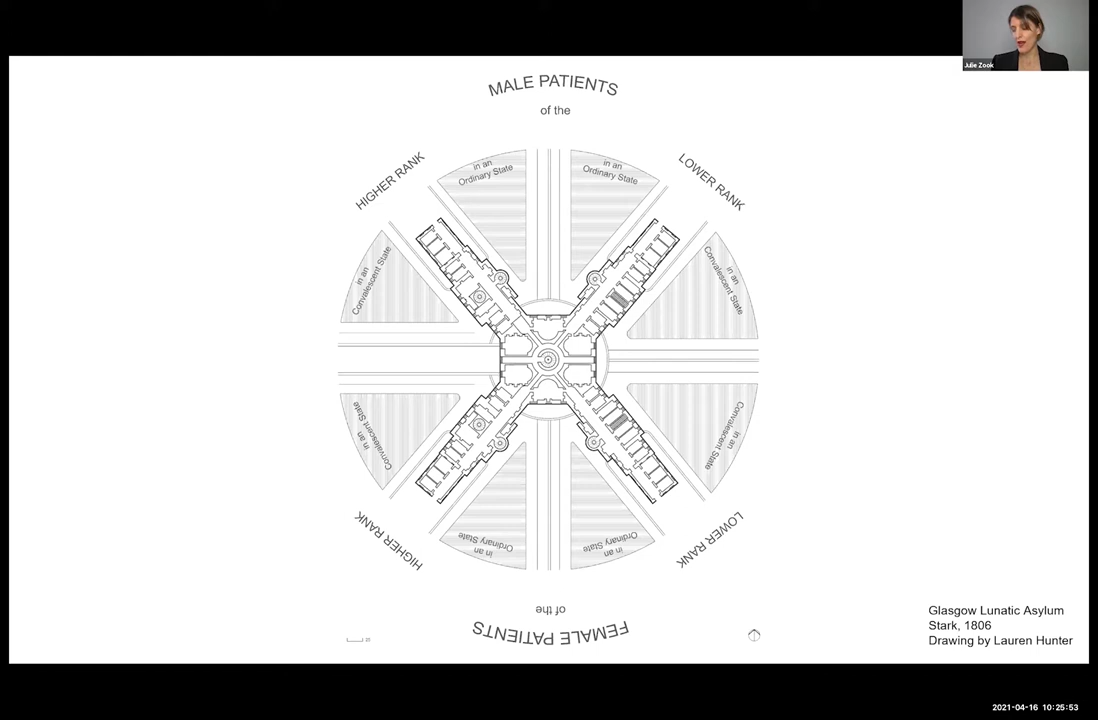 Julie Zook
MALE PATIENTS
of the
HIGHER RANK
LOWER RANK
in an
Ordinary State
in an
Ordinary State
in an
Convalescent State
in an
Convalescent State
in an
Convalescent State
in an
Convalescent State
in an
Ordinary State
in an
Ordinary State
HIGHER RANK
LOWER RANK
of the
FEMALE PATIENTS
Glasgow Lunatic Asylum
Stark, 1806
Drawing by Lauren Hunter
2021-04-16 10:25:53